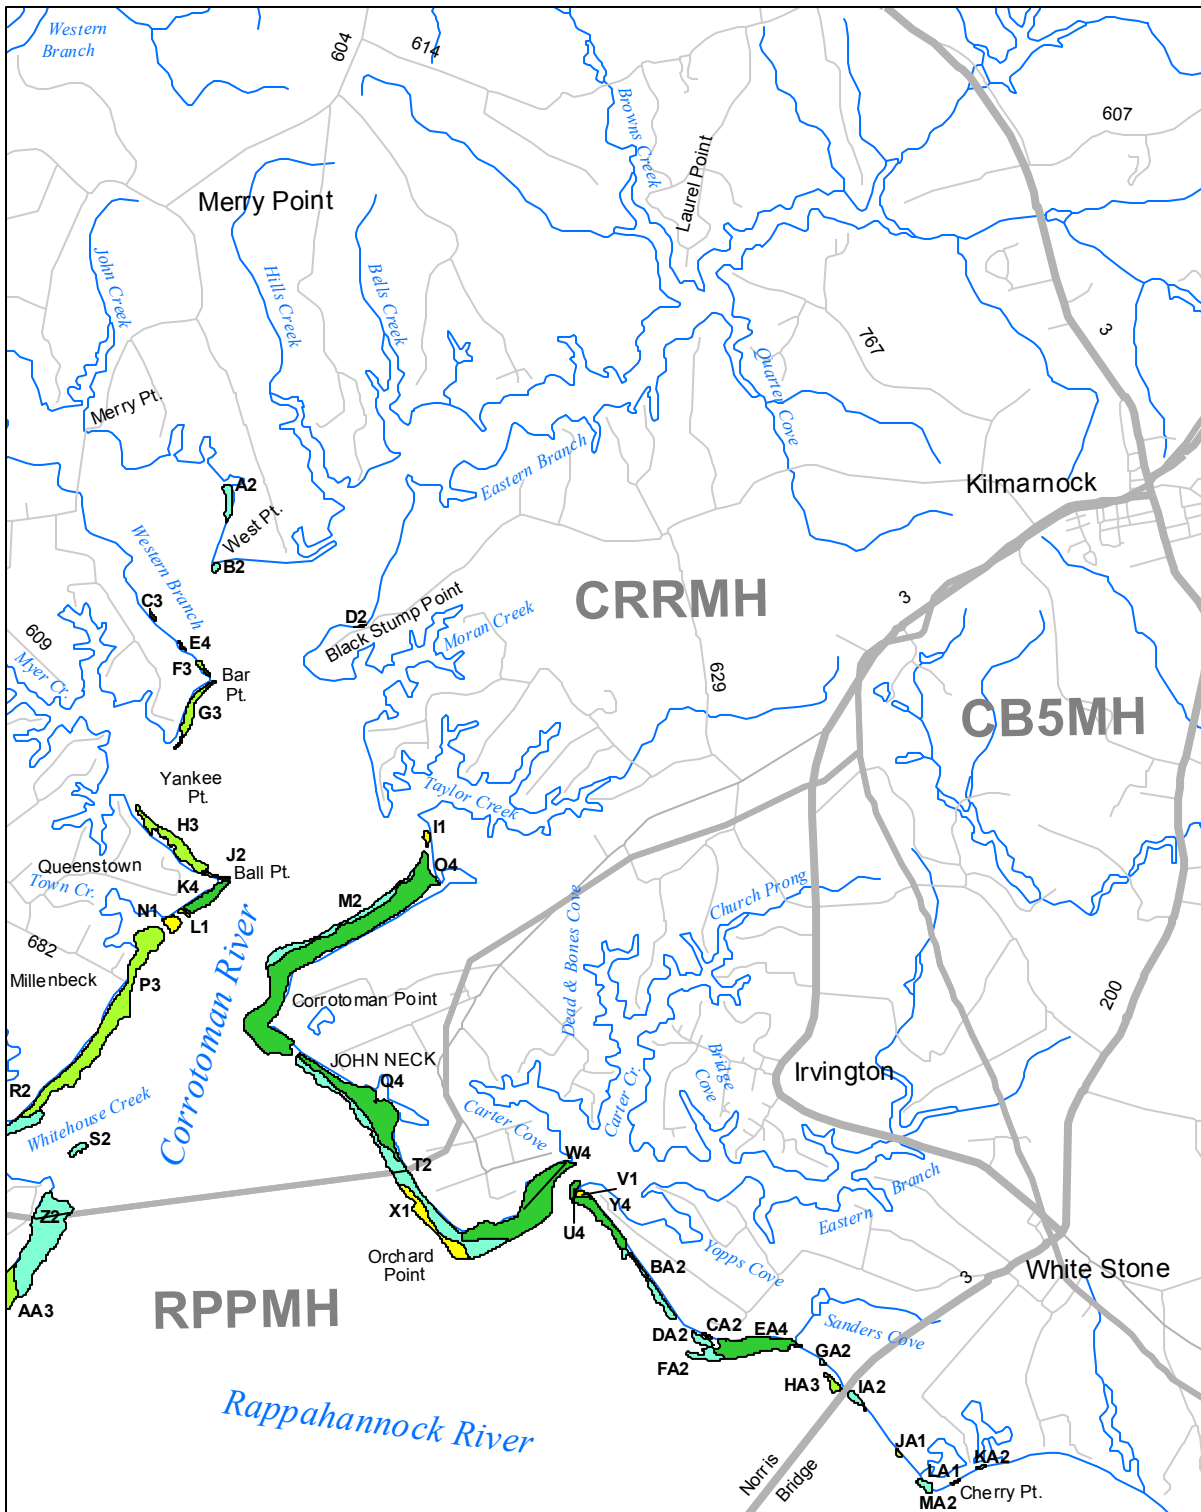 Western
Branch
604
614
Browns Creek
Laurel Point
607
Merry Point
John Creek
Hills Creek
Bells Creek
767
3
Quarter Cove
Merry Pt.
Eastern Branch
Kilmarnock
A2
West Pt.
B2
Western Branch
CRRMH
C3
D2
Black Stump Point
Moran Creek
3
E4
609
F3
Bar
Pt.
Myer Cr.
629
G3
CB5MH
Yankee
Pt.
Taylor Creek
H3
I1
J2
Queenstown
Ball Pt.
O4
Town Cr.
K4
M2
Church Prong
N1
L1
682
Dead & Bones Cove
Millenbeck
P3
Corrotoman River
Corrotoman Point
200
JOHN NECK
Bridge
Cove
Irvington
R2
Q4
Carter Cr.
Whitehouse Creek
Carter Cove
S2
W4
T2
V1
Branch
X1
Y4
Z2
U4
Eastern
Orchard
Point
Yopps Cove
BA2
3
White Stone
AA3
RPPMH
Sanders Cove
CA2
EA4
DA2
GA2
FA2
HA3
IA2
Rappahannock River
JA1
KA2
Norris
Bridge
LA1
Cherry Pt.
MA2